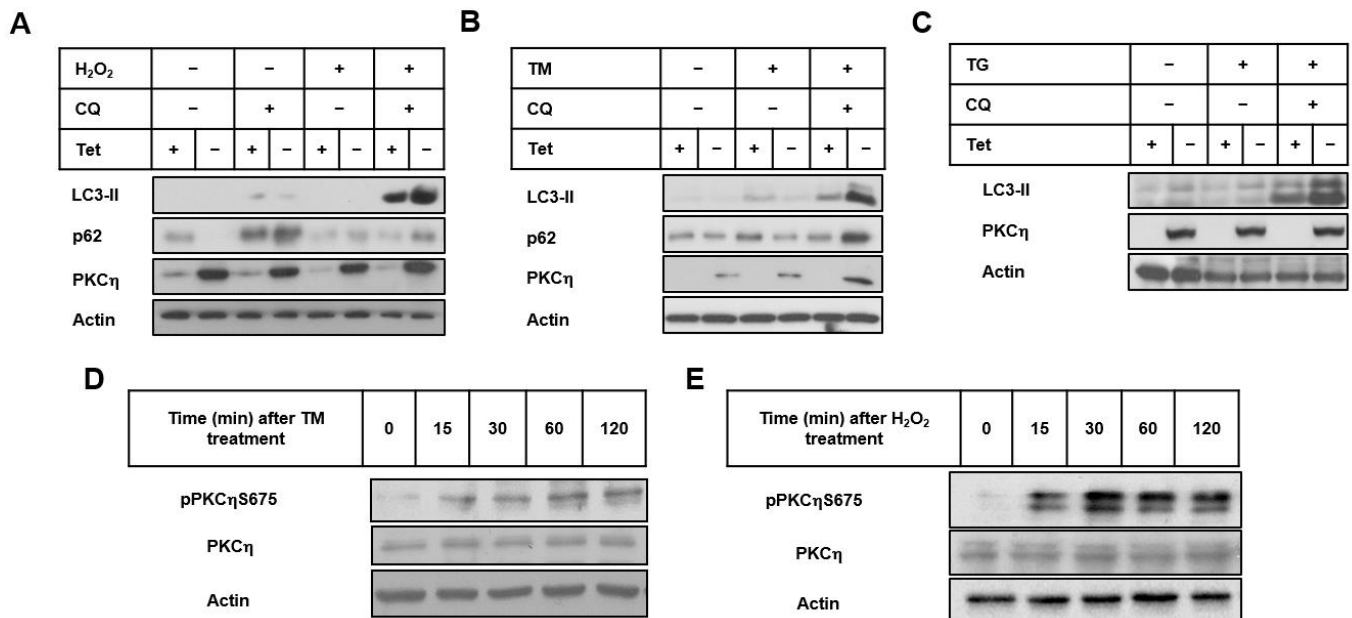 A
H₂O₂ − − + +
CQ − + − +
Tet + − + − + − + −
LC3-II
p62
PKCη
Actin
B
TM − + +
CQ − − +
Tet + − + − + −
LC3-II
p62
PKCη
Actin
C
TG − + +
CQ − − +
Tet + − + − + −
LC3-II
PKCη
Actin
D
Time (min) after TM
treatment
0 15 30 60 120
pPKCηS675
PKCη
Actin
E
Time (min) after H₂O₂
treatment
0 15 30 60 120
pPKCηS675
PKCη
Actin